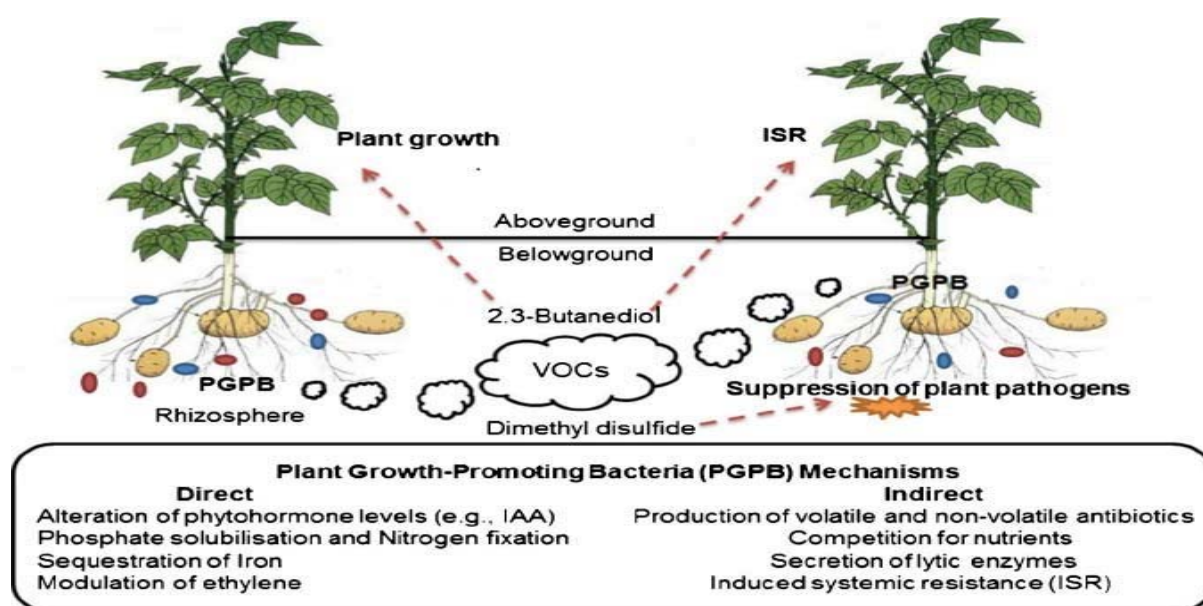 Plant growth
ISR
Aboveground
Belowground
PGPB
2.3-Butanediol
VOCs
PGPB
Suppression of plant pathogens
Rhizosphere
Dimethyl disulfide
Plant Growth-Promoting Bacteria (PGPB) Mechanisms
Direct
Alteration of phytohormone levels (e.g., IAA)
Phosphate solubilisation and Nitrogen fixation
Sequestration of Iron
Modulation of ethylene
Indirect
Production of volatile and non-volatile antibiotics
Competition for nutrients
Secretion of lytic enzymes
Induced systemic resistance (ISR)